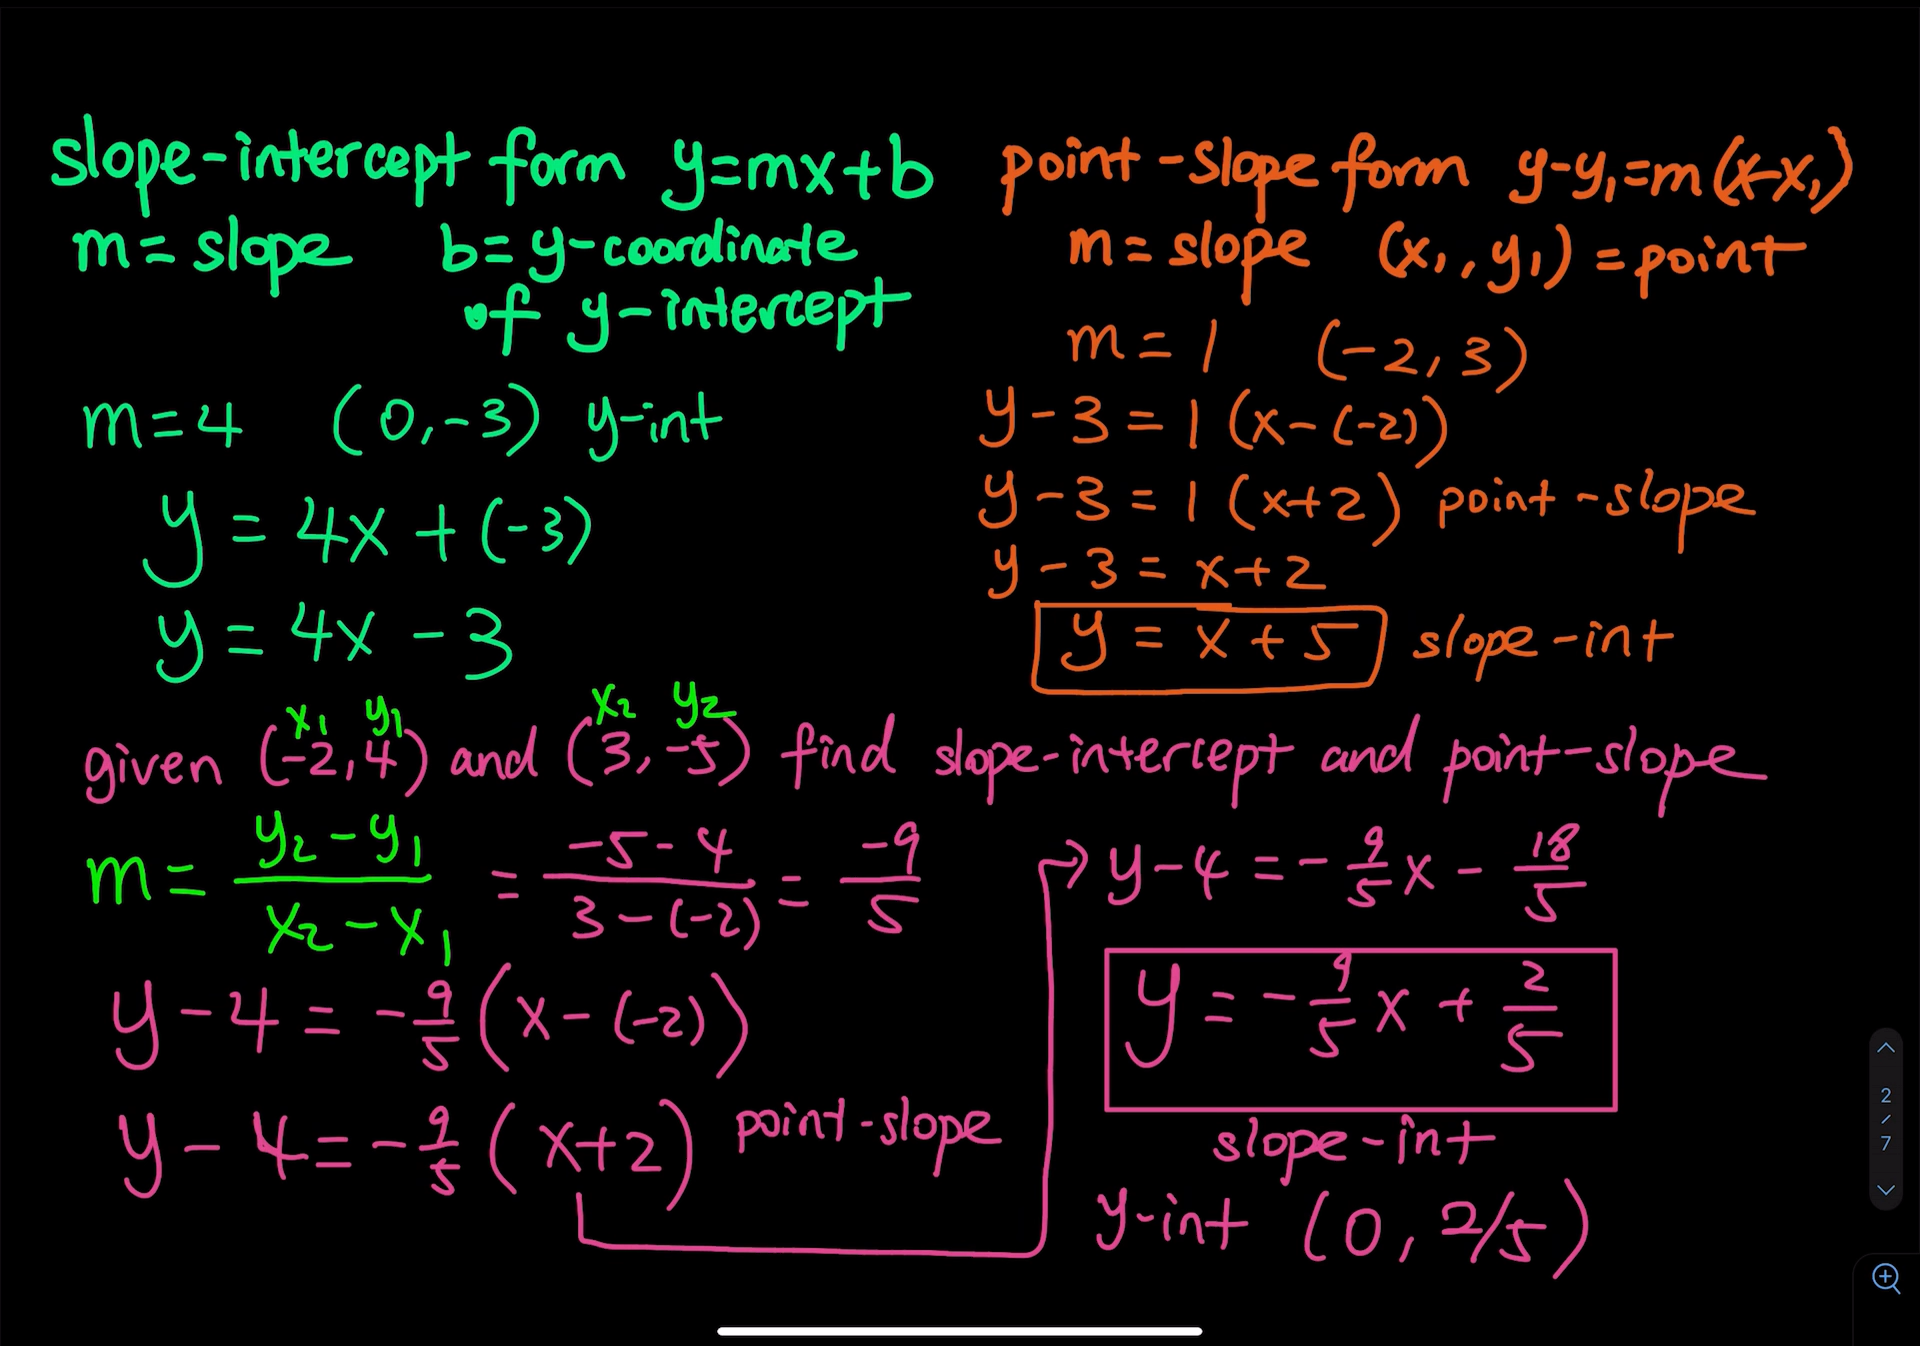 slope-intercept form y=mx+b
m= slope b= y-coordinate
of y-intercept
m=4 (0,-3) y-int
y = 4x + (-3)
y = 4x - 3
point-slope form y-y₁=m(x-x₁)
m= slope (x₁, y₁) = point
m = 1 (-2, 3)
y - 3 = 1 (x - (-2))
y - 3 = 1 (x+2) point-slope
y - 3 = x+2
y = x + 5 slope-int
x₁ y₁ x₂ y₂
given (-2,4) and (3,-5) find slope-intercept and point-slope
m = y₂-y₁ / x₂-x₁ = -5-4 / 3-(-2) = -9/5
y - 4 = - 9/5 (x - (-2))
y - 4 = - 9/5 (x+2) point-slope
y - 4 = - 9/5 x - 18/5
y = - 9/5 x + 2/5
slope-int
y-int (0, 2/5)
2
/
7